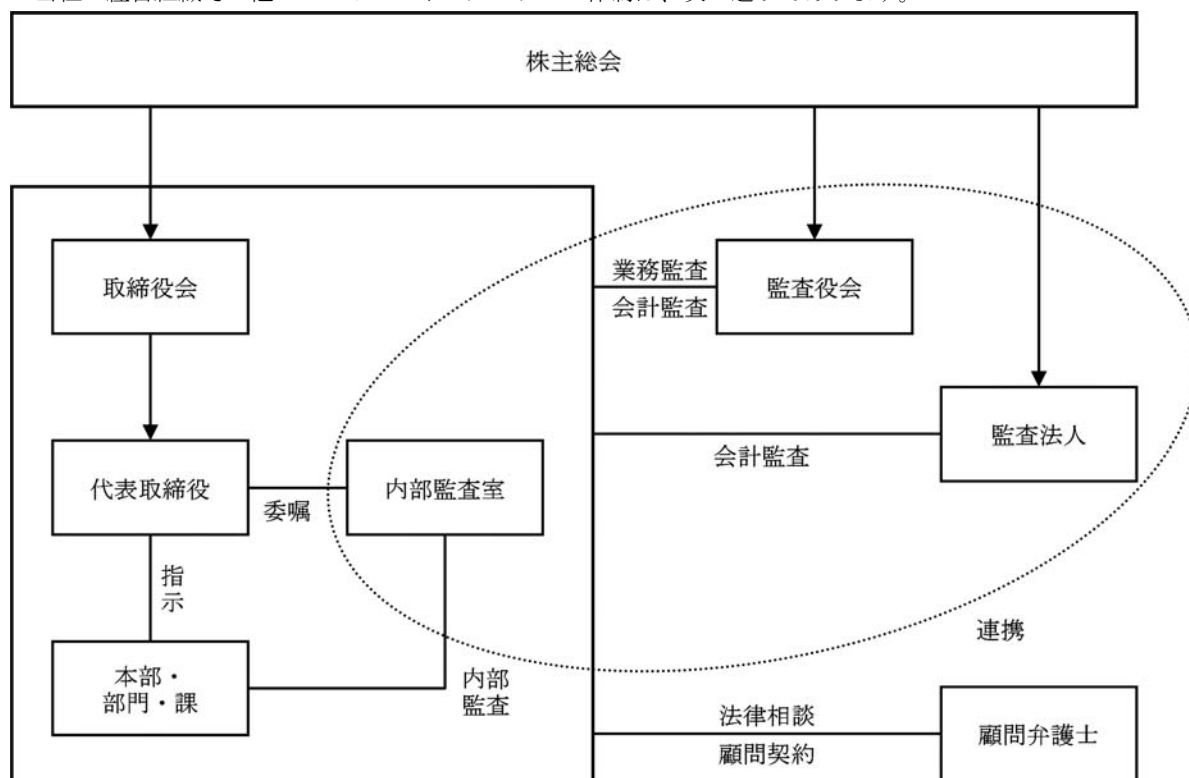 株主総会
取締役会
業務監査
会計監査
監査役会
監査法人
会計監査
代表取締役
委嘱
内部監査室
指
示
連携
本部・
部門・課
内部
監査
法律相談
顧問契約
顧問弁護士